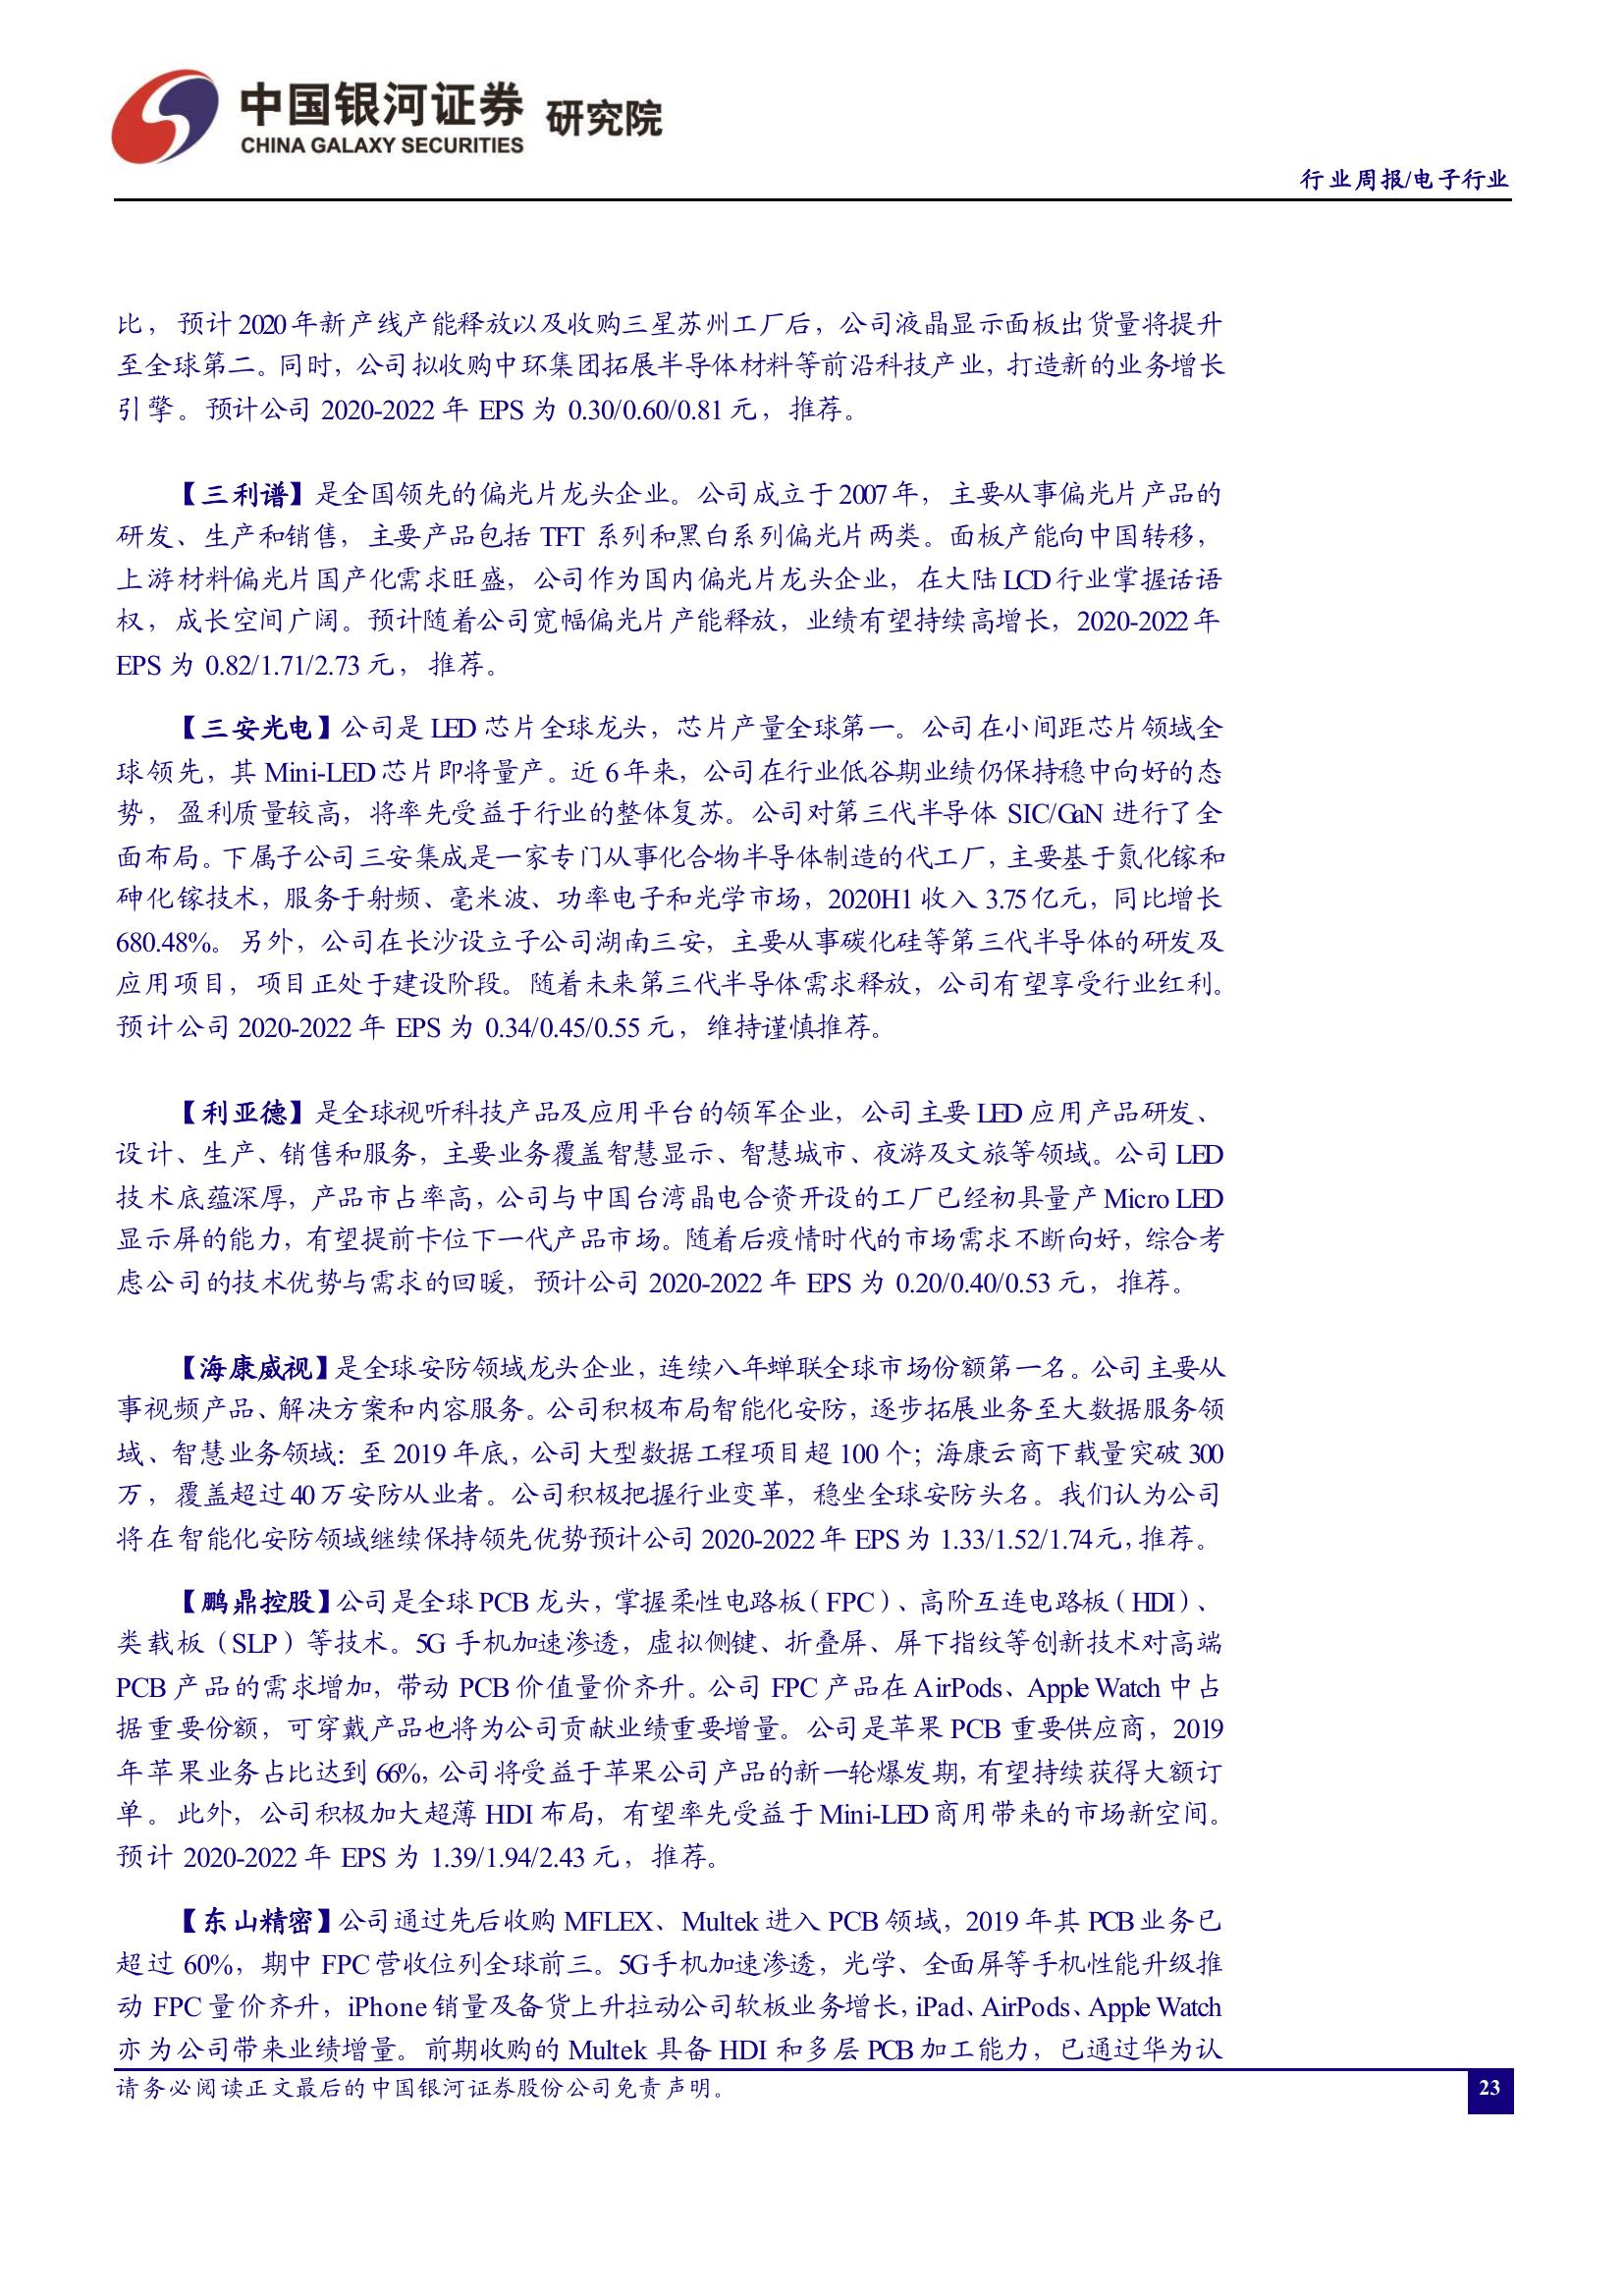 中国银河证券 研究院
CHINA GALAXY SECURITIES
行业周报/电子行业
比，预计 2020 年新产线产能释放以及收购三星苏州工厂后，公司液晶显示面板出货量将提升
至全球第二。同时，公司拟收购中环集团拓展半导体材料等前沿科技产业，打造新的业务增长
引擎。预计公司 2020-2022 年 EPS 为 0.30/0.60/0.81 元，推荐。
【三利谱】是全国领先的偏光片龙头企业。公司成立于 2007 年，主要从事偏光片产品的
研发、生产和销售，主要产品包括 TFT 系列和黑白系列偏光片两类。面板产能向中国转移，
上游材料偏光片国产化需求旺盛，公司作为国内偏光片龙头企业，在大陆 LCD 行业掌握话语
权，成长空间广阔。预计随着公司宽幅偏光片产能释放，业绩有望持续高增长，2020-2022 年
EPS 为 0.82/1.71/2.73 元，推荐。
【三安光电】公司是 LED 芯片全球龙头，芯片产量全球第一。公司在小间距芯片领域全
球领先，其 Mini-LED 芯片即将量产。近 6 年来，公司在行业低谷期业绩仍保持稳中向好的态
势，盈利质量较高，将率先受益于行业的整体复苏。公司对第三代半导体 SIC/GaN 进行了全
面布局。下属子公司三安集成是一家专门从事化合物半导体制造的代工厂，主要基于氮化镓和
砷化镓技术，服务于射频、毫米波、功率电子和光学市场，2020H1 收入 3.75 亿元，同比增长
680.48%。另外，公司在长沙设立子公司湖南三安，主要从事碳化硅等第三代半导体的研发及
应用项目，项目正处于建设阶段。随着未来第三代半导体需求释放，公司有望享受行业红利。
预计公司 2020-2022 年 EPS 为 0.34/0.45/0.55 元，维持谨慎推荐。
【利亚德】是全球视听科技产品及应用平台的领军企业，公司主要 LED 应用产品研发、
设计、生产、销售和服务，主要业务覆盖智慧显示、智慧城市、夜游及文旅等领域。公司 LED
技术底蕴深厚，产品市占率高，公司与中国台湾晶电合资开设的工厂已经初具量产 Micro LED
显示屏的能力，有望提前卡位下一代产品市场。随着后疫情时代的市场需求不断向好，综合考
虑公司的技术优势与需求的回暖，预计公司 2020-2022 年 EPS 为 0.20/0.40/0.53 元，推荐。
【海康威视】是全球安防领域龙头企业，连续八年蝉联全球市场份额第一名。公司主要从
事视频产品、解决方案和内容服务。公司积极布局智能化安防，逐步拓展业务至大数据服务领
域、智慧业务领域：至 2019 年底，公司大型数据工程项目超 100 个；海康云商下载量突破 300
万，覆盖超过 40 万安防从业者。公司积极把握行业变革，稳坐全球安防头名。我们认为公司
将在智能化安防领域继续保持领先优势预计公司 2020-2022 年 EPS 为 1.33/1.52/1.74 元，推荐。
【鹏鼎控股】公司是全球 PCB 龙头，掌握柔性电路板（FPC）、高阶互连电路板（HDI）、
类载板（SLP）等技术。5G 手机加速渗透，虚拟侧键、折叠屏、屏下指纹等创新技术对高端
PCB 产品的需求增加，带动 PCB 价值量价齐升。公司 FPC 产品在 AirPods、Apple Watch 中占
据重要份额，可穿戴产品也将为公司贡献业绩重要增量。公司是苹果 PCB 重要供应商，2019
年苹果业务占比达到 66%，公司将受益于苹果公司产品的新一轮爆发期，有望持续获得大额订
单。此外，公司积极加大超薄 HDI 布局，有望率先受益于 Mini-LED 商用带来的市场新空间。
预计 2020-2022 年 EPS 为 1.39/1.94/2.43 元，推荐。
【东山精密】公司通过先后收购 MFLEX、Multek 进入 PCB 领域，2019 年其 PCB 业务已
超过 60%，期中 FPC 营收位列全球前三。5G 手机加速渗透，光学、全面屏等手机性能升级推
动 FPC 量价齐升，iPhone 销量及备货上升拉动公司软板业务增长，iPad、AirPods、Apple Watch
亦为公司带来业绩增量。前期收购的 Multek 具备 HDI 和多层 PCB 加工能力，已通过华为认
请务必阅读正文最后的中国银河证券股份公司免责声明。
23